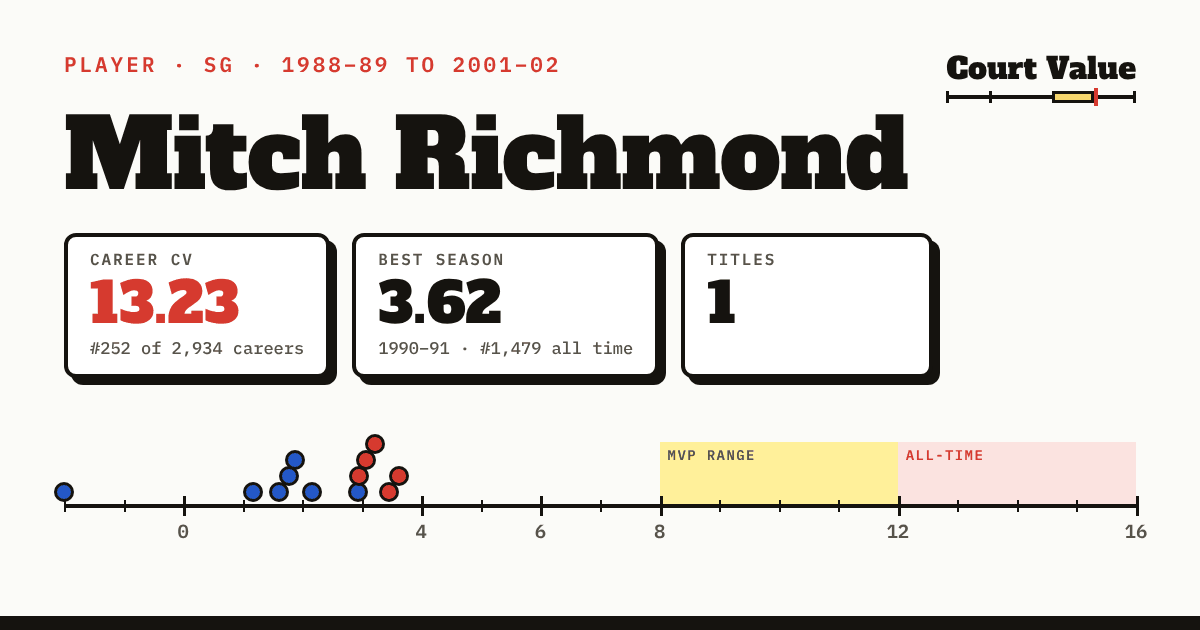 PLAYER · SG · 1988–89 TO 2001–02
Court Value
Mitch Richmond
CAREER CV
13.23
#252 of 2,934 careers
BEST SEASON
3.62
1990–91 · #1,479 all time
TITLES
1
MVP RANGE
ALL-TIME
0 4 6 8 12 16